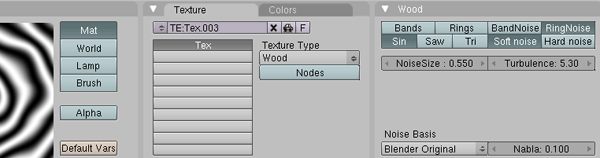 Texture Colors Wood
Mat TE:Tex.003 F Bands Rings BandNoise RingNoise
World Tex Texture Type Sin Saw Tri Soft noise Hard noise
Lamp Wood NoiseSize : 0.550 Turbulence: 5.30
Brush Nodes
Alpha
Noise Basis
Default Vars Blender Original Nabla: 0.100